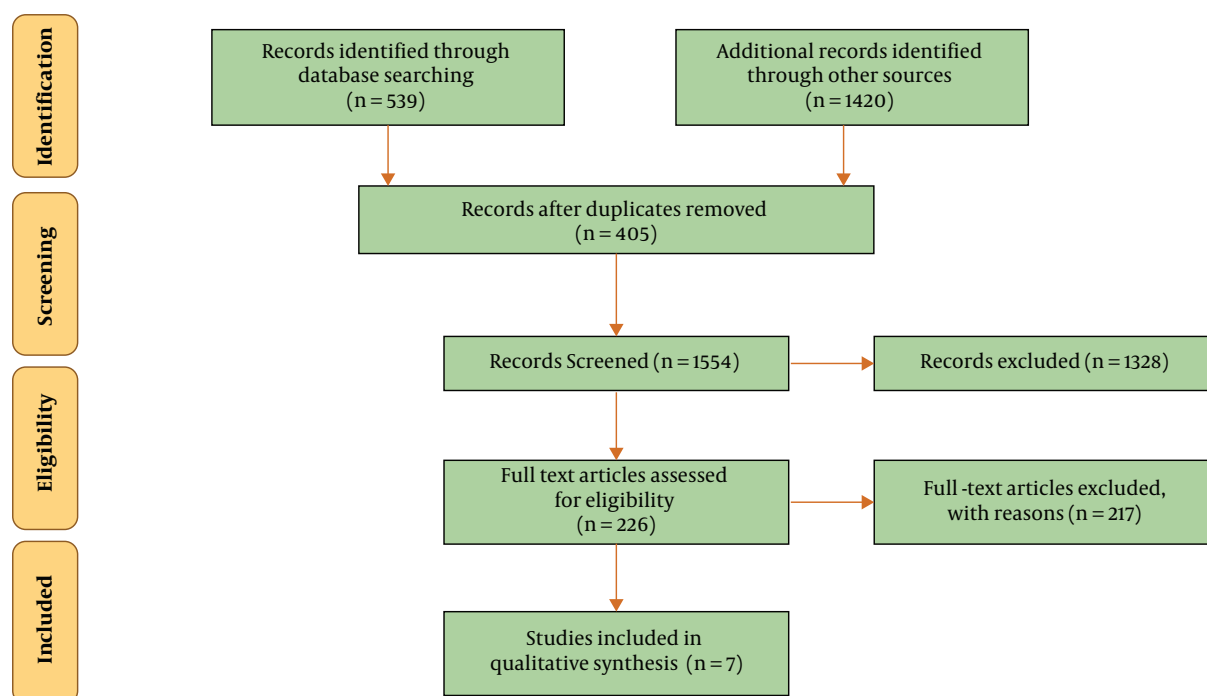 Identification
Records identified through
database searching
(n = 539)
Additional records identified
through other sources
(n = 1420)
Screening
Records after duplicates removed
(n = 405)
Records Screened (n = 1554)
Records excluded (n = 1328)
Eligibility
Full text articles assessed
for eligibility
(n = 226)
Full -text articles excluded,
with reasons (n = 217)
Included
Studies included in
qualitative synthesis (n = 7)